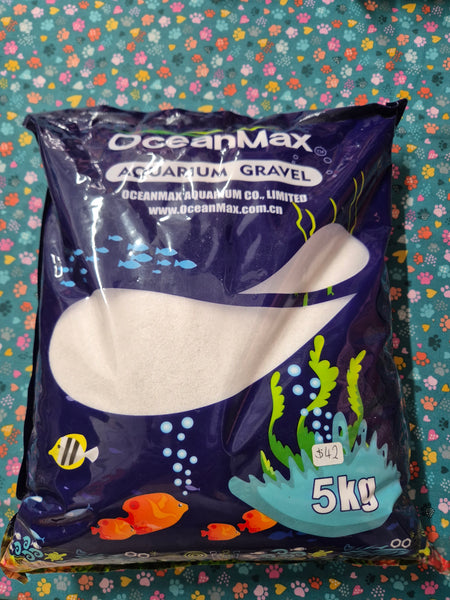 OceanMax
AQUARIUM GRAVEL
OCEANMAX AQUARIUM CO., LIMITED
www.OceanMax.com.cn
$42
5kg